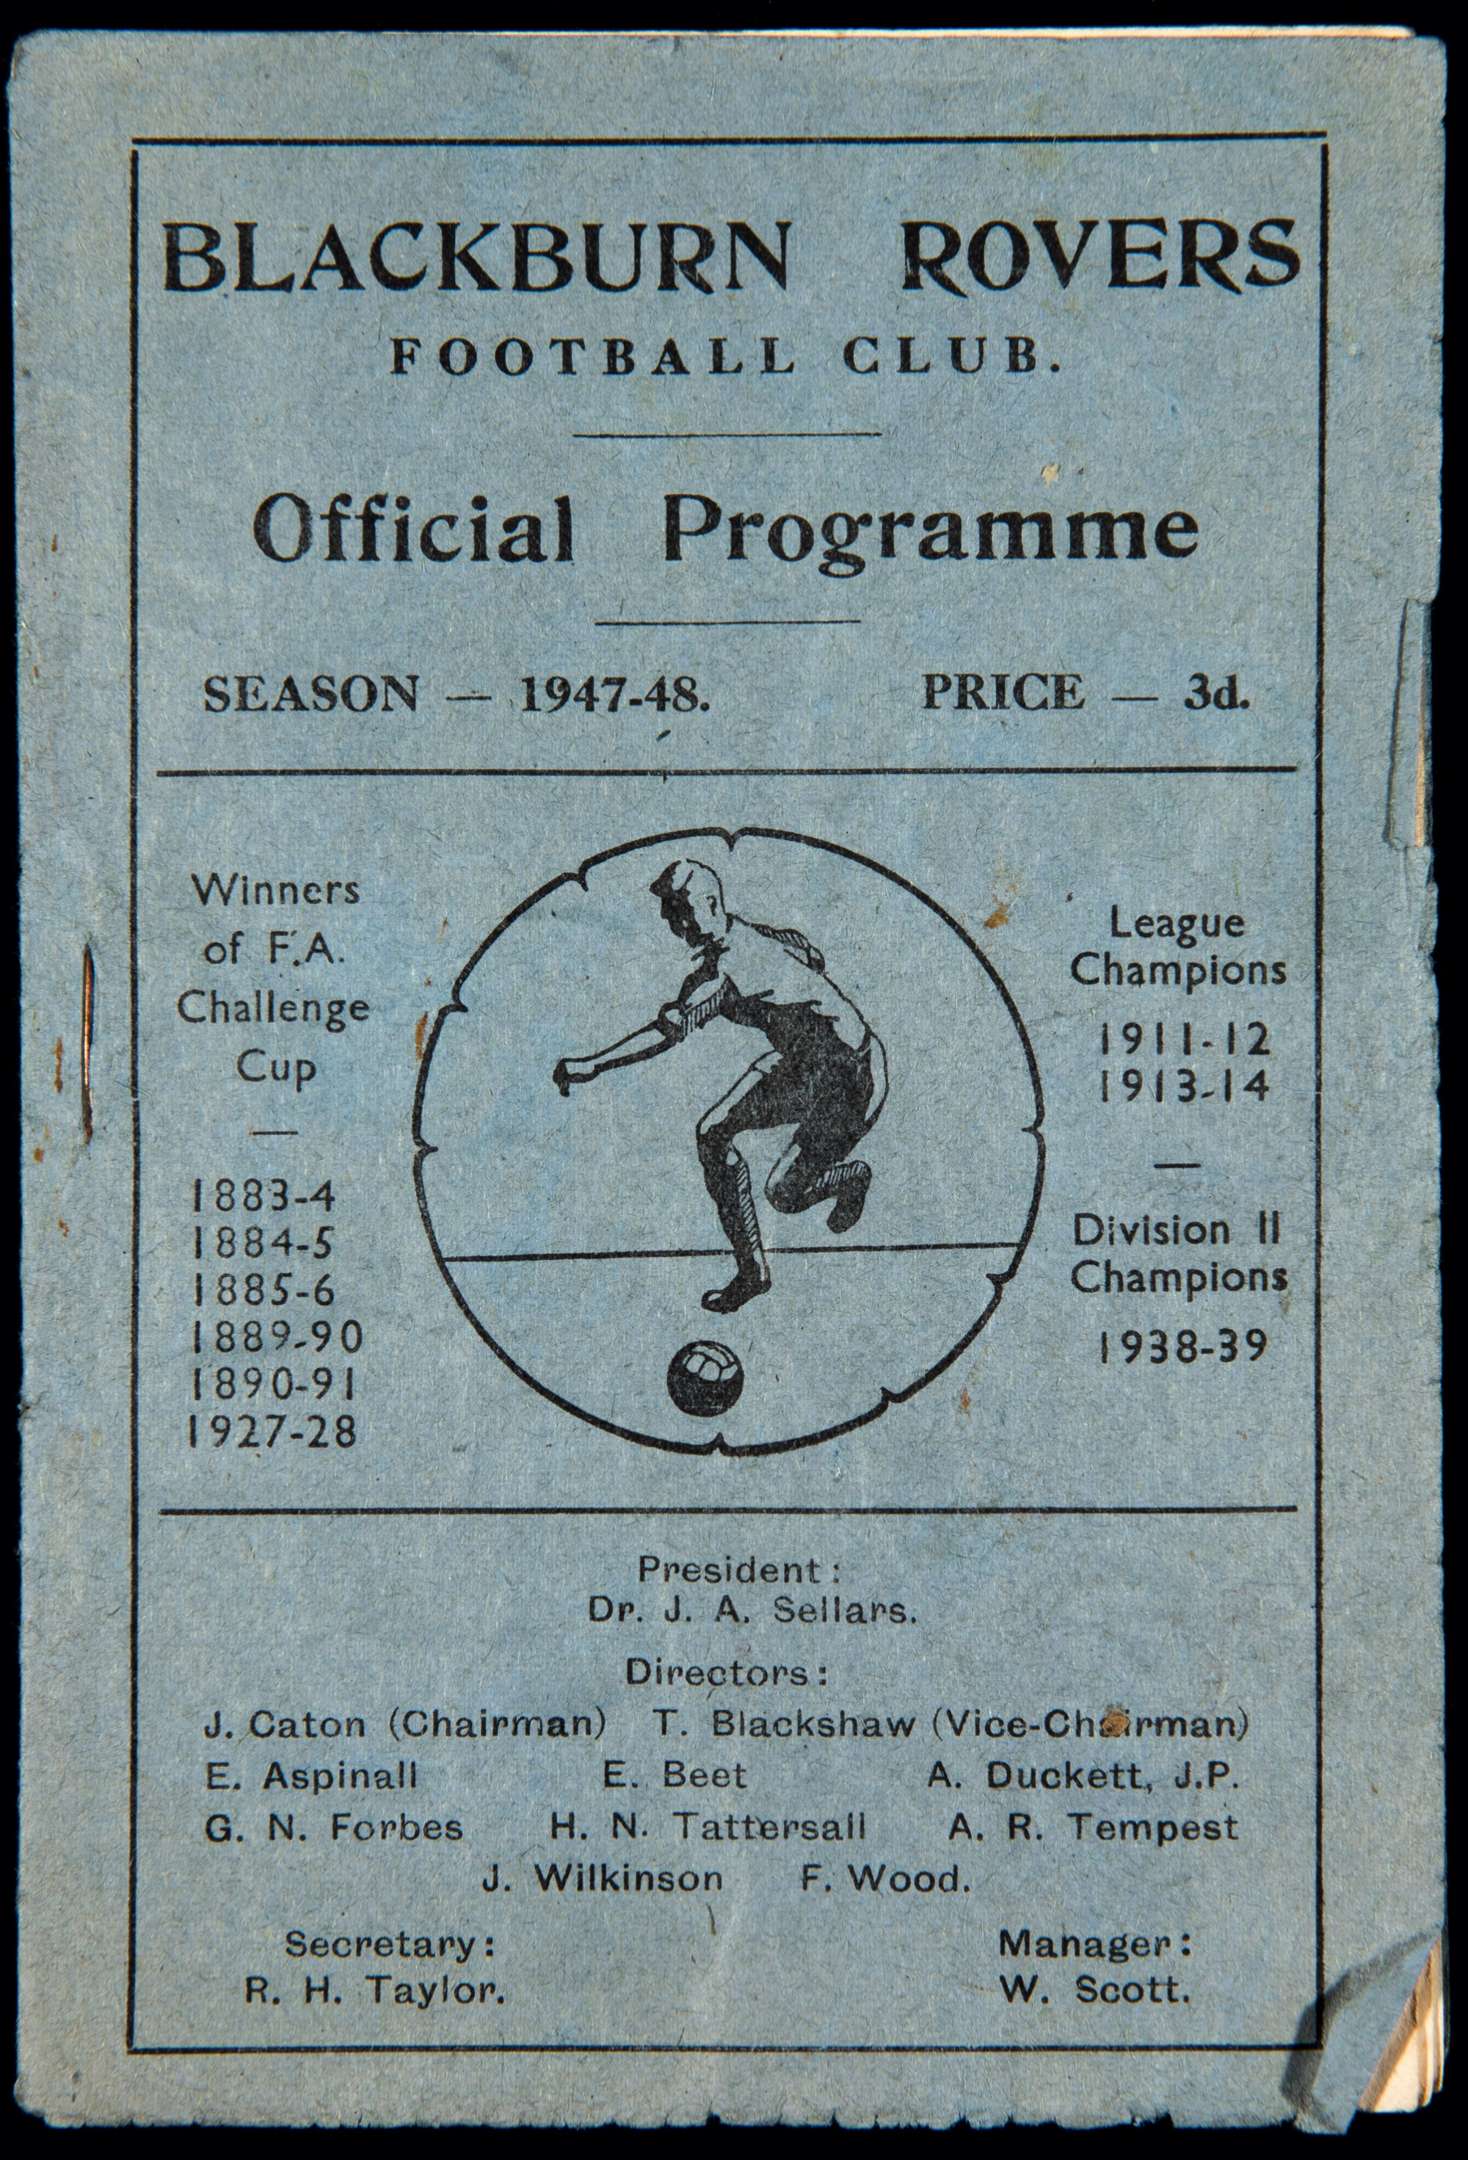 BLACKBURN ROVERS
FOOTBALL CLUB.
Official Programme
SEASON — 1947-48. PRICE — 3d.
Winners
of F.A.
Challenge
Cup
—
1883-4
1884-5
1885-6
1889-90
1890-91
1927-28
League
Champions
1911-12
1913-14
—
Division II
Champions
1938-39
President:
Dr. J. A. Sellars.
Directors:
J. Caton (Chairman) T. Blackshaw (Vice-Chairman)
E. Aspinall E. Beet A. Duckett, J.P.
G. N. Forbes H. N. Tattersall A. R. Tempest
J. Wilkinson F. Wood.
Secretary: Manager:
R. H. Taylor. W. Scott.